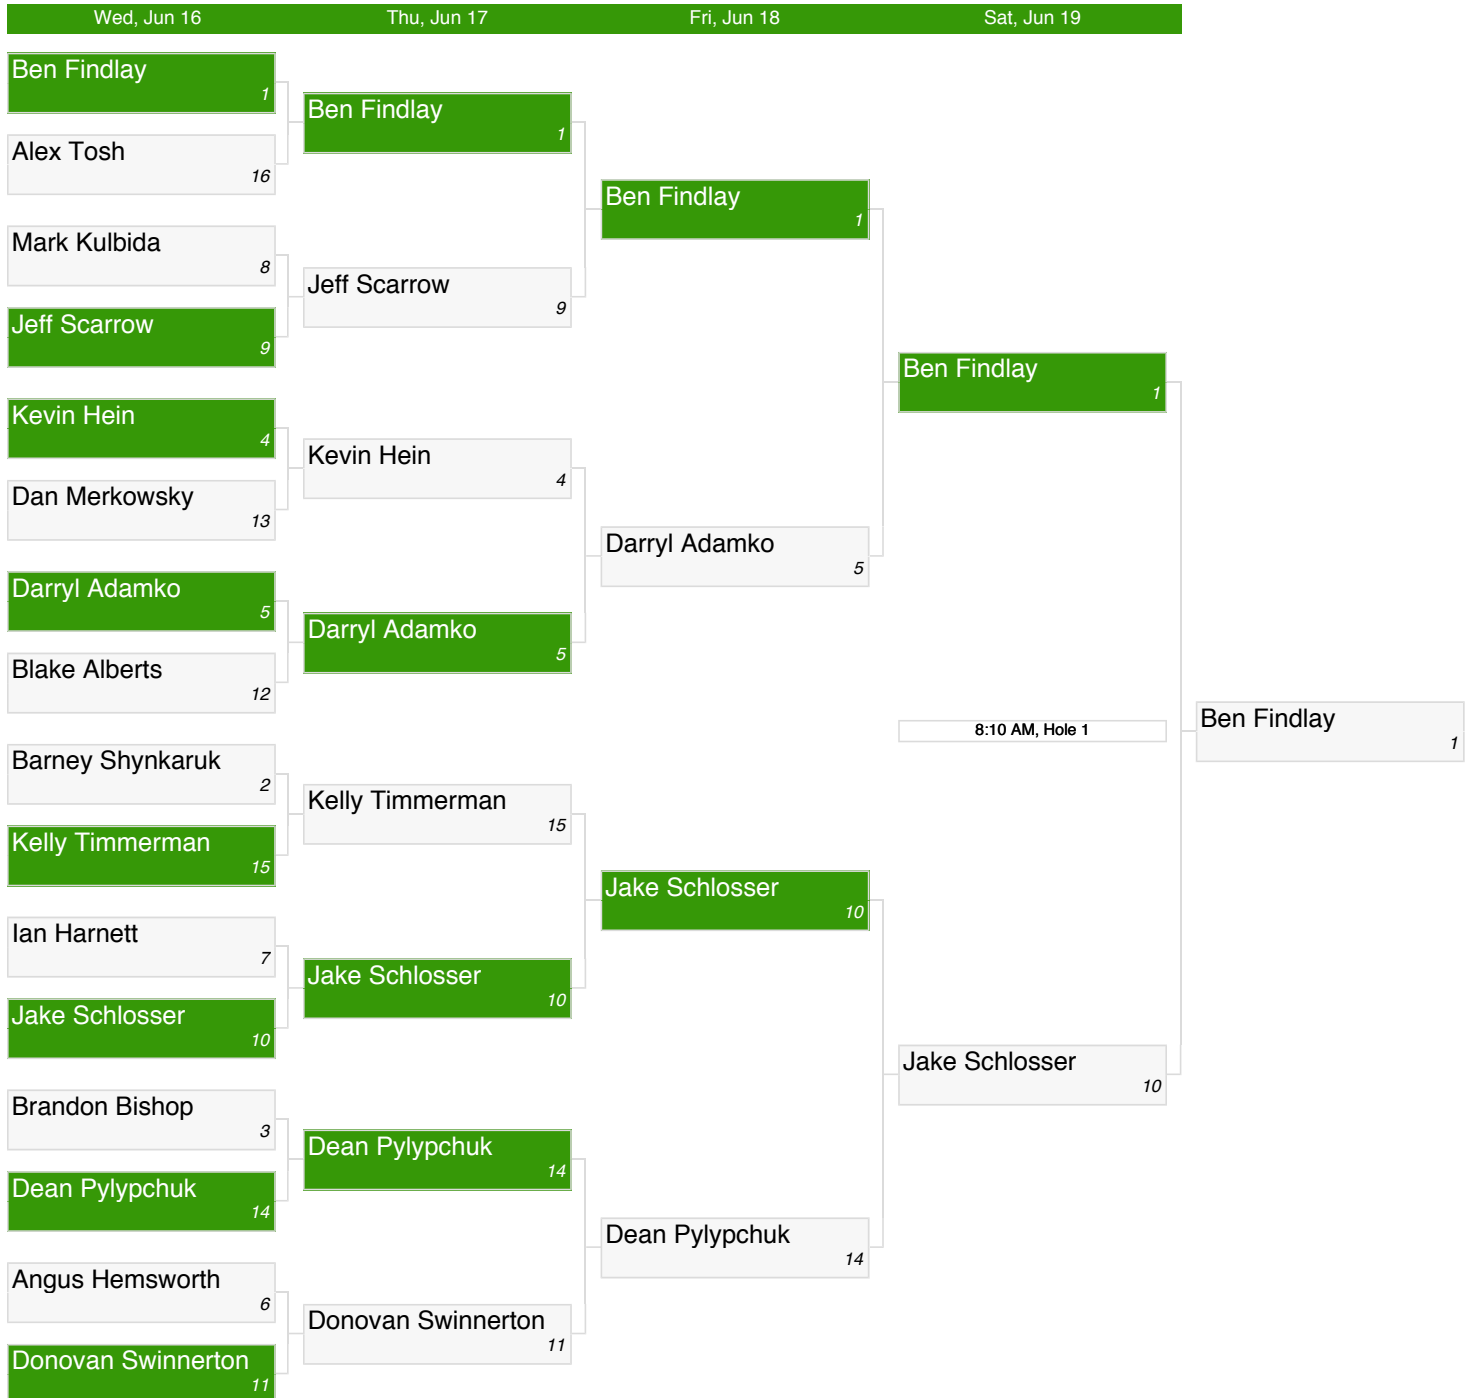 Wed, Jun 16
Thu, Jun 17
Fri, Jun 18
Sat, Jun 19
Ben Findlay
1
Alex Tosh
16
Mark Kulbida
8
Jeff Scarrow
9
Kevin Hein
4
Dan Merkowsky
13
Darryl Adamko
5
Blake Alberts
12
Barney Shynkaruk
2
Kelly Timmerman
15
Ian Harnett
7
Jake Schlosser
10
Brandon Bishop
3
Dean Pylypchuk
14
Angus Hemsworth
6
Donovan Swinnerton
11
Ben Findlay
1
Jeff Scarrow
9
Kevin Hein
4
Darryl Adamko
5
Kelly Timmerman
15
Jake Schlosser
10
Dean Pylypchuk
14
Donovan Swinnerton
11
Ben Findlay
1
Darryl Adamko
5
Jake Schlosser
10
Dean Pylypchuk
14
Ben Findlay
1
8:10 AM, Hole 1
Jake Schlosser
10
Ben Findlay
1